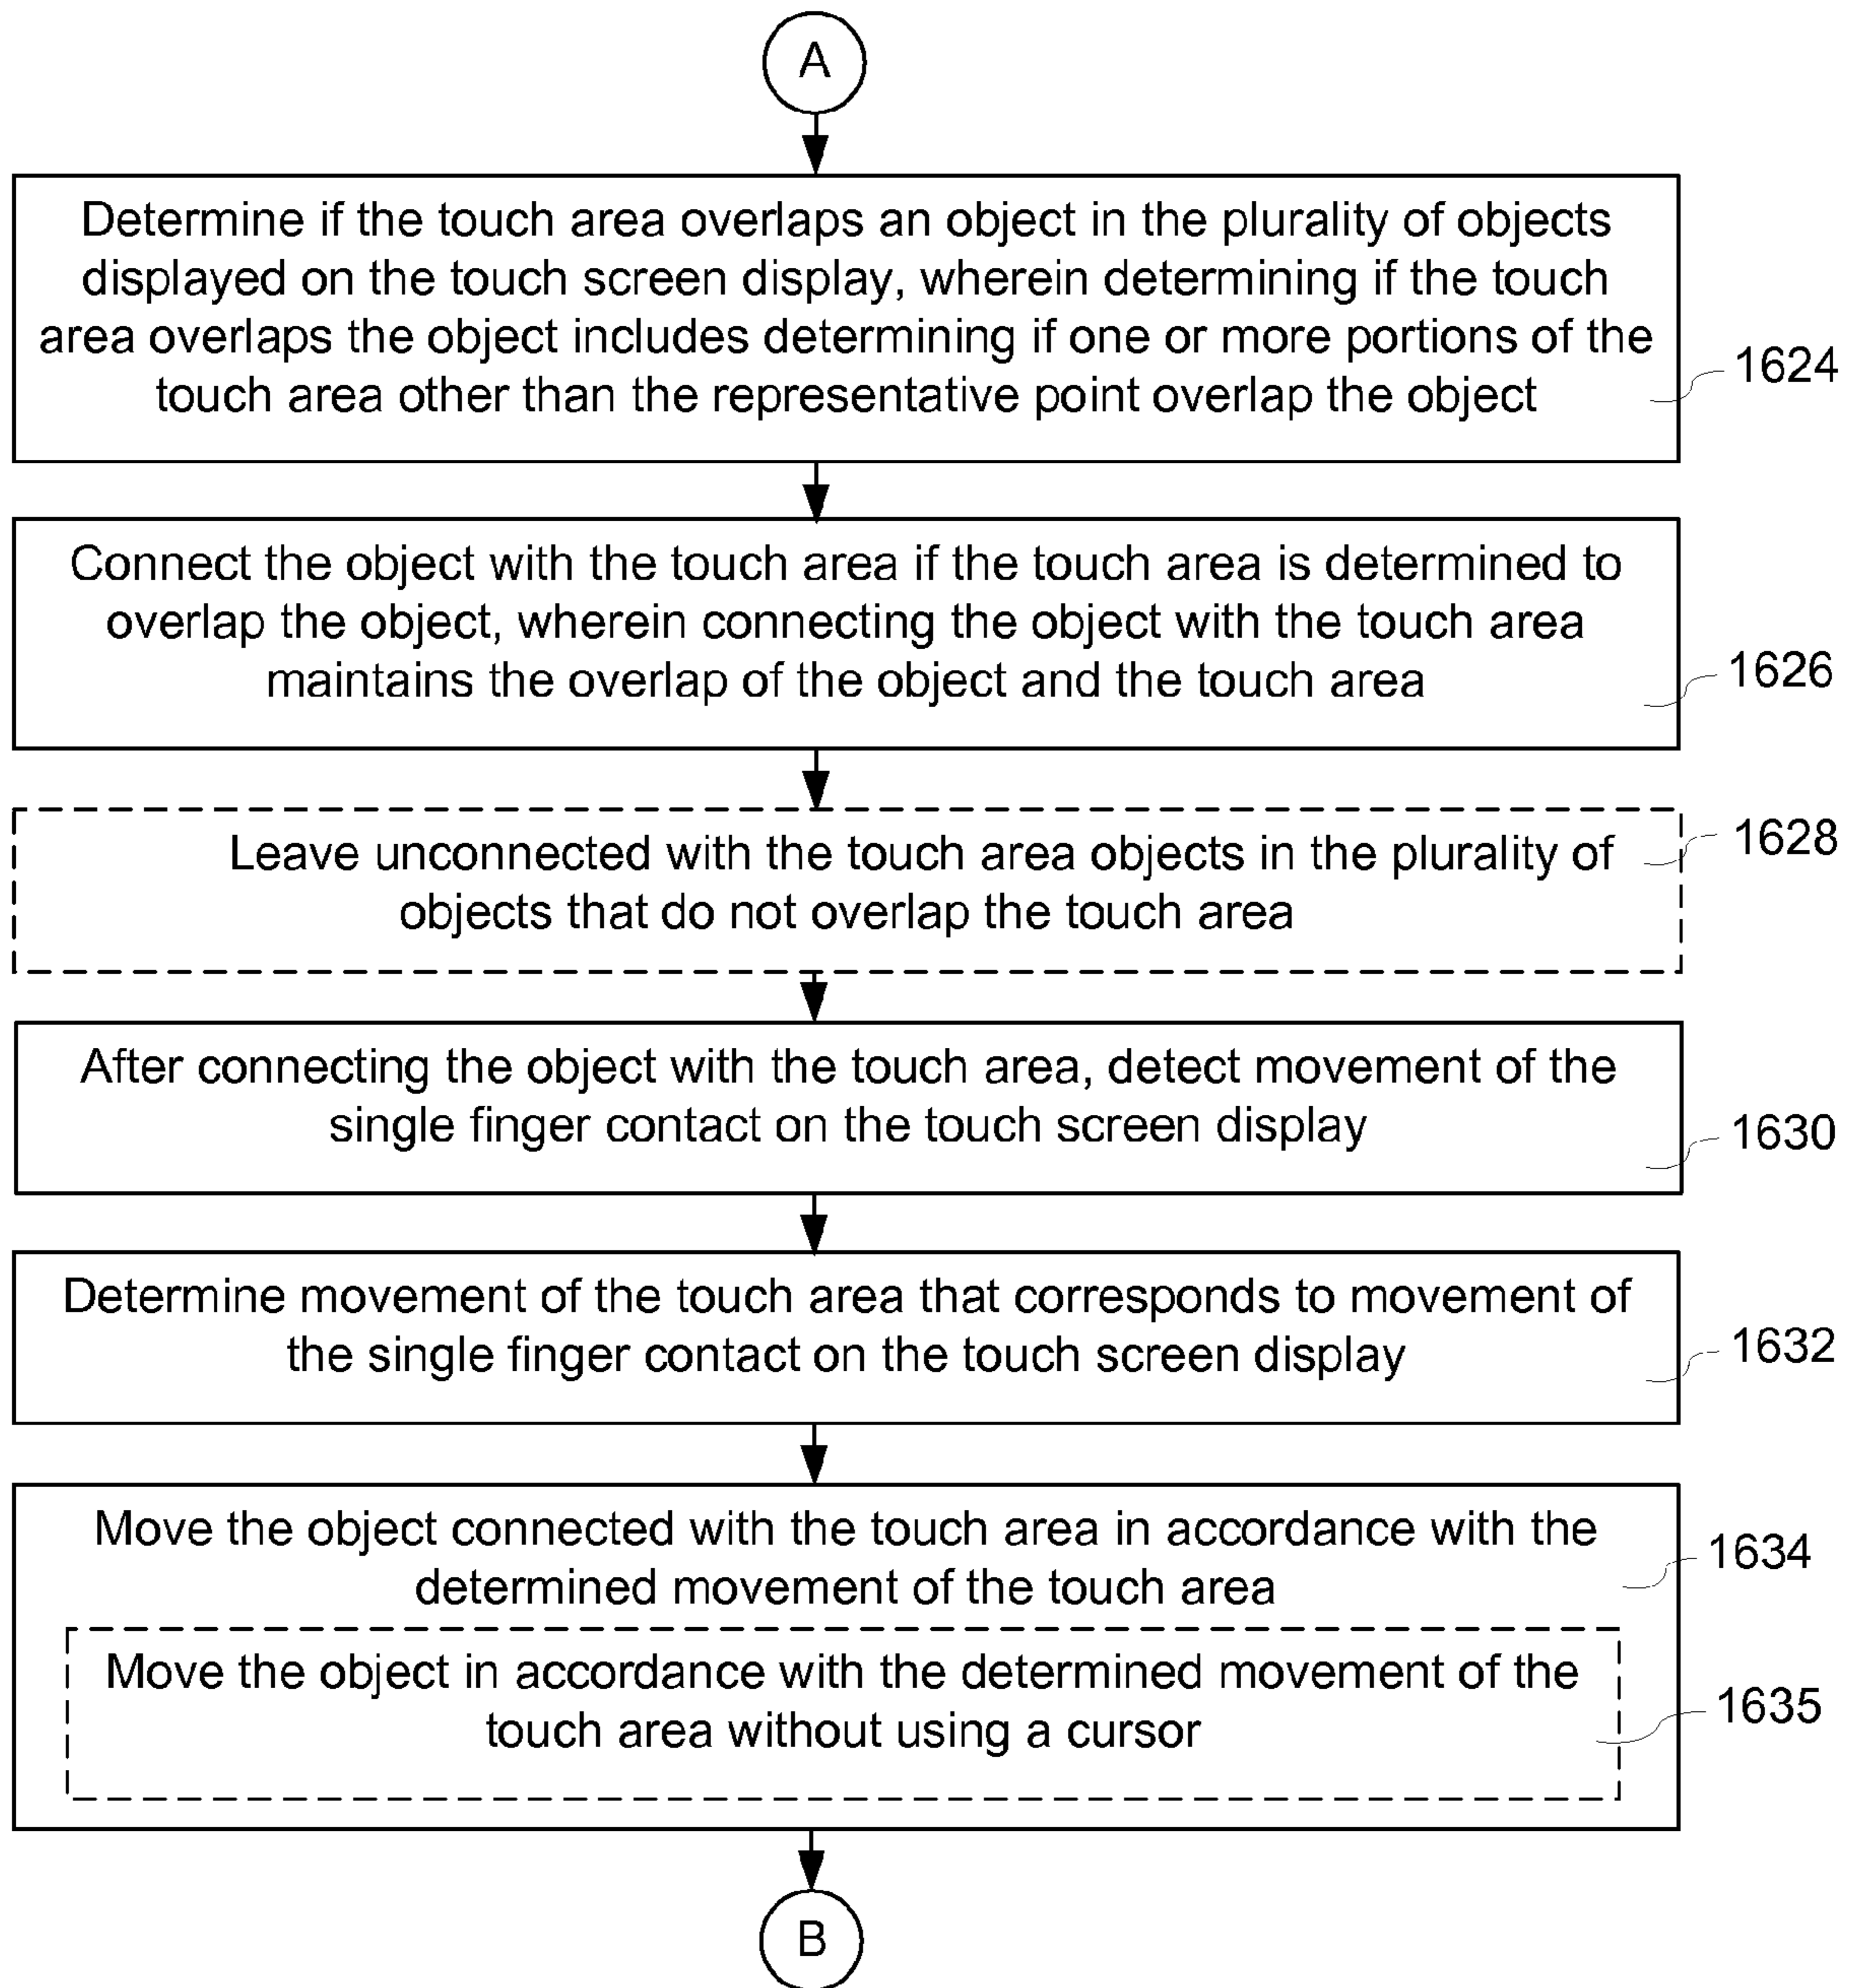 A
Determine if the touch area overlaps an object in the plurality of objects
displayed on the touch screen display, wherein determining if the touch
area overlaps the object includes determining if one or more portions of the
touch area other than the representative point overlap the object
1624
Connect the object with the touch area if the touch area is determined to
overlap the object, wherein connecting the object with the touch area
maintains the overlap of the object and the touch area
1626
Leave unconnected with the touch area objects in the plurality of
objects that do not overlap the touch area
1628
After connecting the object with the touch area, detect movement of the
single finger contact on the touch screen display
1630
Determine movement of the touch area that corresponds to movement of
the single finger contact on the touch screen display
1632
Move the object connected with the touch area in accordance with the
determined movement of the touch area
1634
Move the object in accordance with the determined movement of the
touch area without using a cursor
1635
B